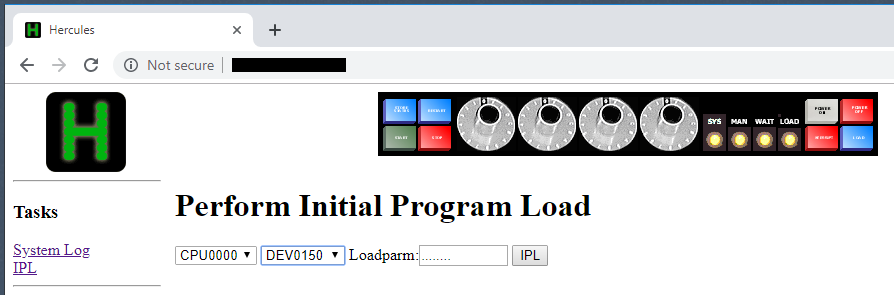 Hercules
Not secure
H
SYS MAN WAIT LOAD
POWER ON
POWER OFF
START
STOP
INTERRUPT
LOAD
Tasks
System Log
IPL
Perform Initial Program Load
CPU0000 DEV0150 Loadparm:........ IPL